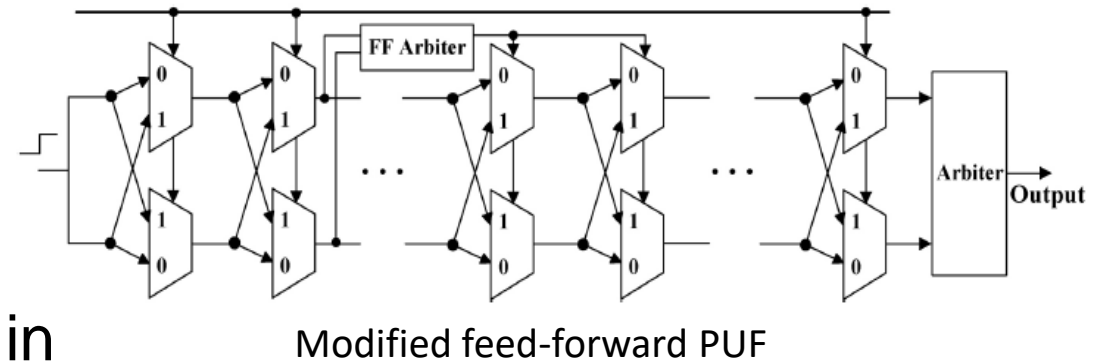 FF Arbiter
0 0 0 0 0
1 1 1 1 1
• • • • • •
Arbiter
Output
1 1 1 1 1
0 0 0 0 0
in Modified feed-forward PUF